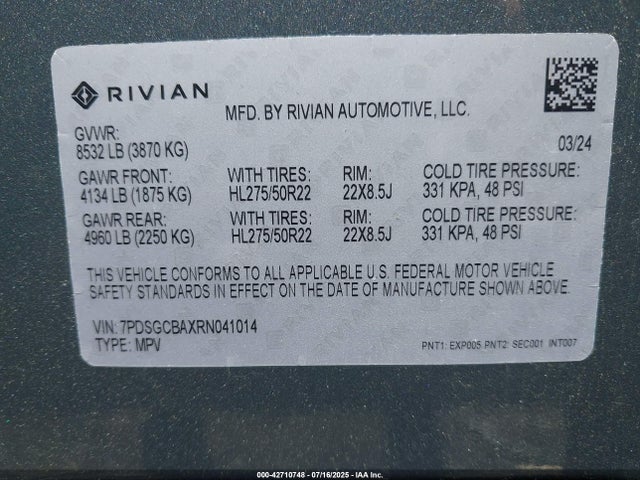 RIVIAN
MFD. BY RIVIAN AUTOMOTIVE, LLC.
GVWR:
8532 LB (3870 KG)
03/24
GAWR FRONT: WITH TIRES: RIM: COLD TIRE PRESSURE:
4134 LB (1875 KG) HL275/50R22 22X8.5J 331 KPA, 48 PSI
GAWR REAR: WITH TIRES: RIM: COLD TIRE PRESSURE:
4960 LB (2250 KG) HL275/50R22 22X8.5J 331 KPA, 48 PSI
THIS VEHICLE CONFORMS TO ALL APPLICABLE U.S. FEDERAL MOTOR VEHICLE
SAFETY STANDARDS IN EFFECT ON THE DATE OF MANUFACTURE SHOWN ABOVE.
VIN: 7PDSGCBAXRN041014
TYPE: MPV
PNT1: EXP005 PNT2: SEC001 INT007
000-42710748 - 07/16/2025 - IAA Inc.